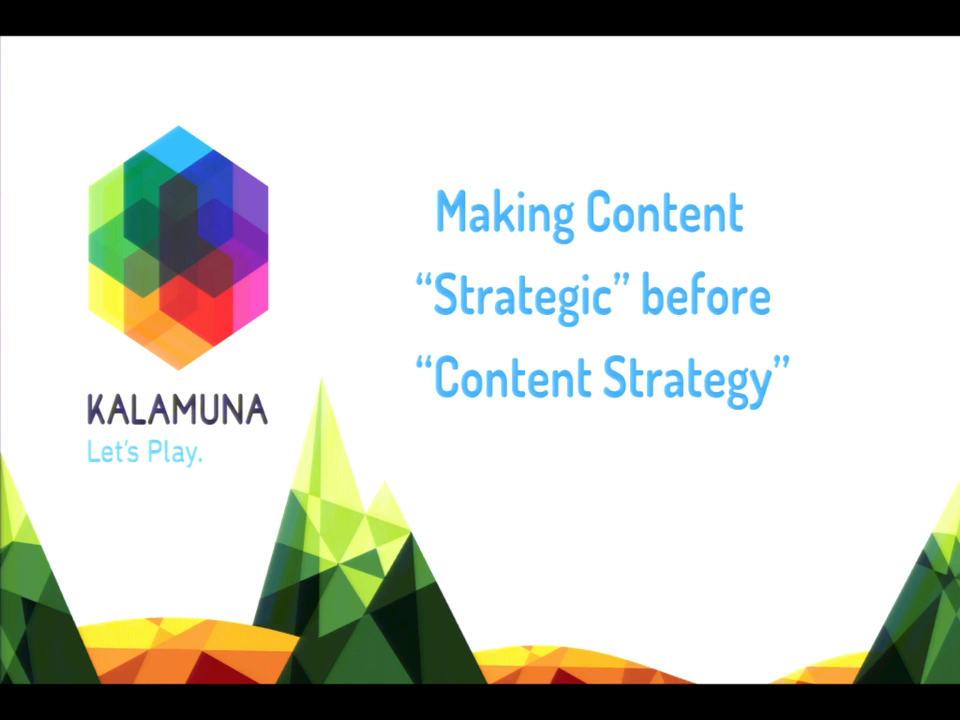 KALAMUNA
Let's Play.
Making Content
“Strategic” before
“Content Strategy”